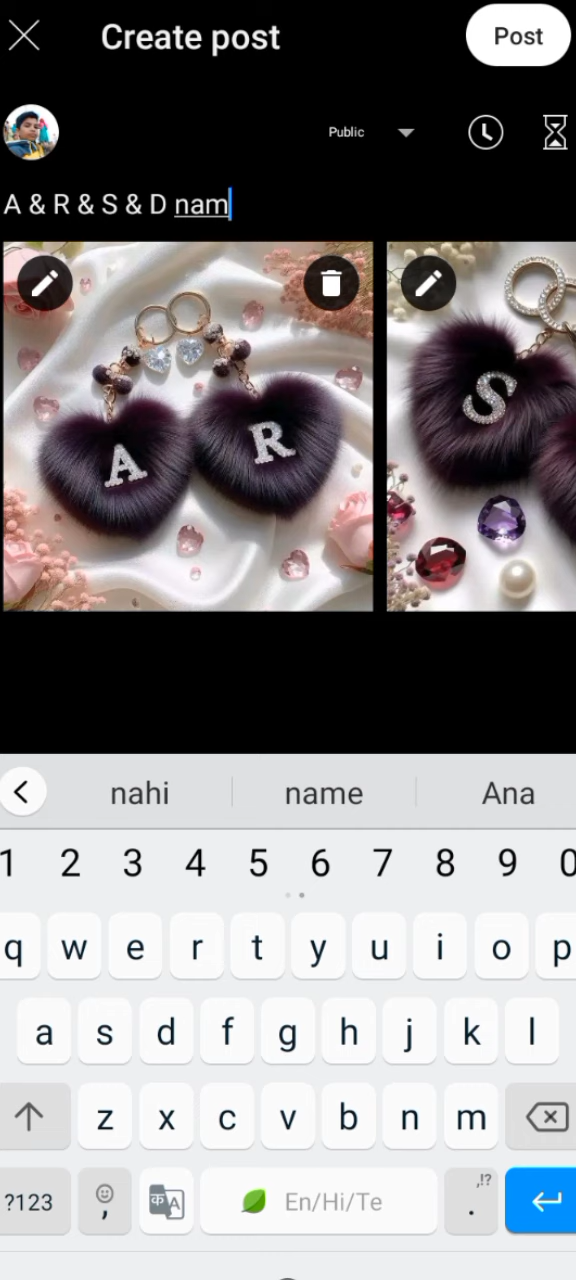 Create post
Post
Public
A & R & S & D nam
A
R
S
nahi
name
Ana
1 2 3 4 5 6 7 8 9 0
q w e r t y u i o p
a s d f g h j k l
z x c v b n m
?123
,
क A
En/Hi/Te
,!?
.